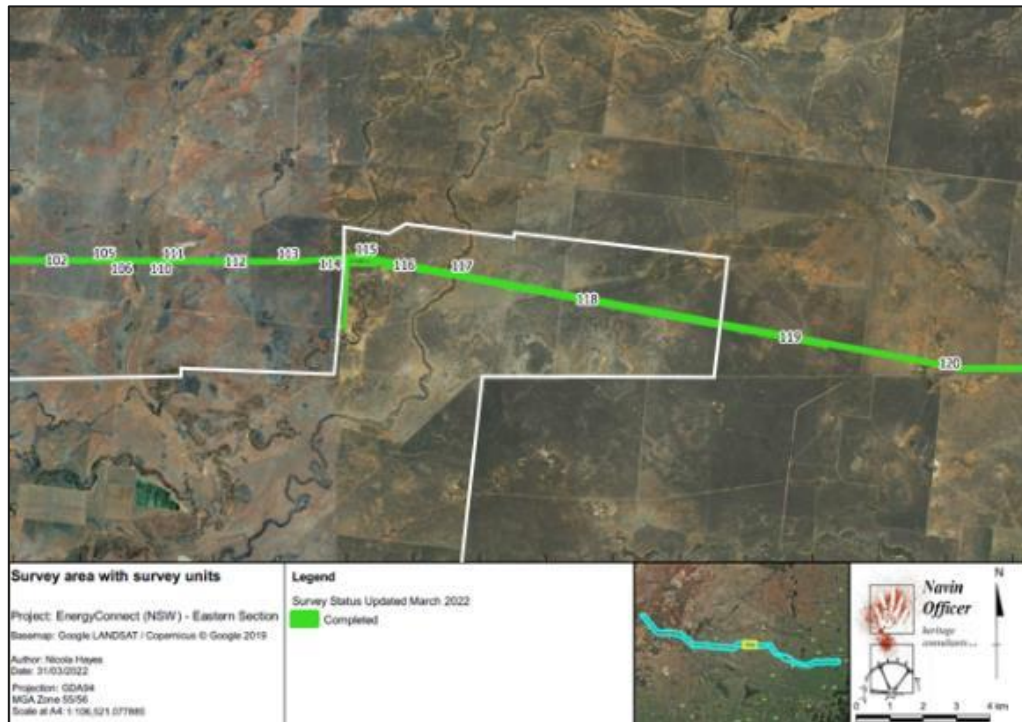 102
105
106
111
110
112
113
114
115
116
117
118
119
120
Survey area with survey units
Project: EnergyConnect (NSW) - Eastern Section
Basemap: Google LANDSAT / Copernicus © Google 2019
Author: Nicola Hayes
Date: 31/03/2022
Projection: GDA94
MGA Zone 55/56
Scale at A4: 1:106,521.077885
Legend
Survey Status Updated March 2022
Completed
Navin
Officer
heritage
consultants
N
0 1 2 3 4 km